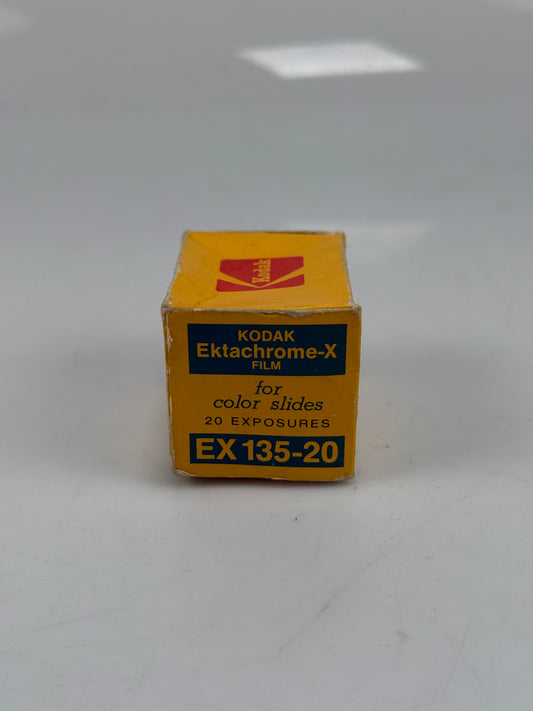 Kodak
KODAK
Ektachrome-X
FILM
for
color slides
20 EXPOSURES
EX 135-20